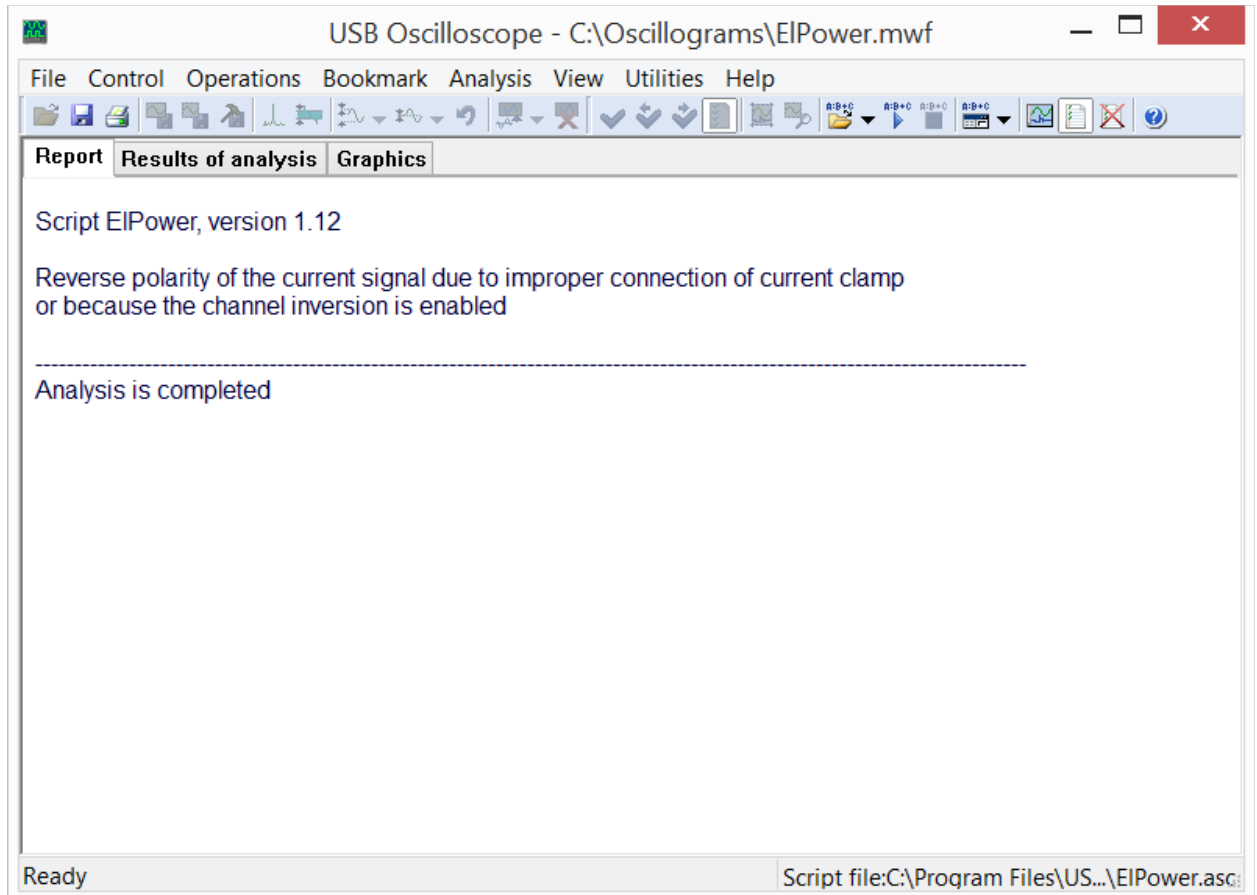 USB Oscilloscope - C:\Oscillograms\ElPower.mwf
File Control Operations Bookmark Analysis View Utilities Help
A:B+C A:B+C A:B+C A:B+C
Report Results of analysis Graphics
Script ElPower, version 1.12
Reverse polarity of the current signal due to improper connection of current clamp
or because the channel inversion is enabled
Analysis is completed
Ready Script file:C:\Program Files\US...\ElPower.asc